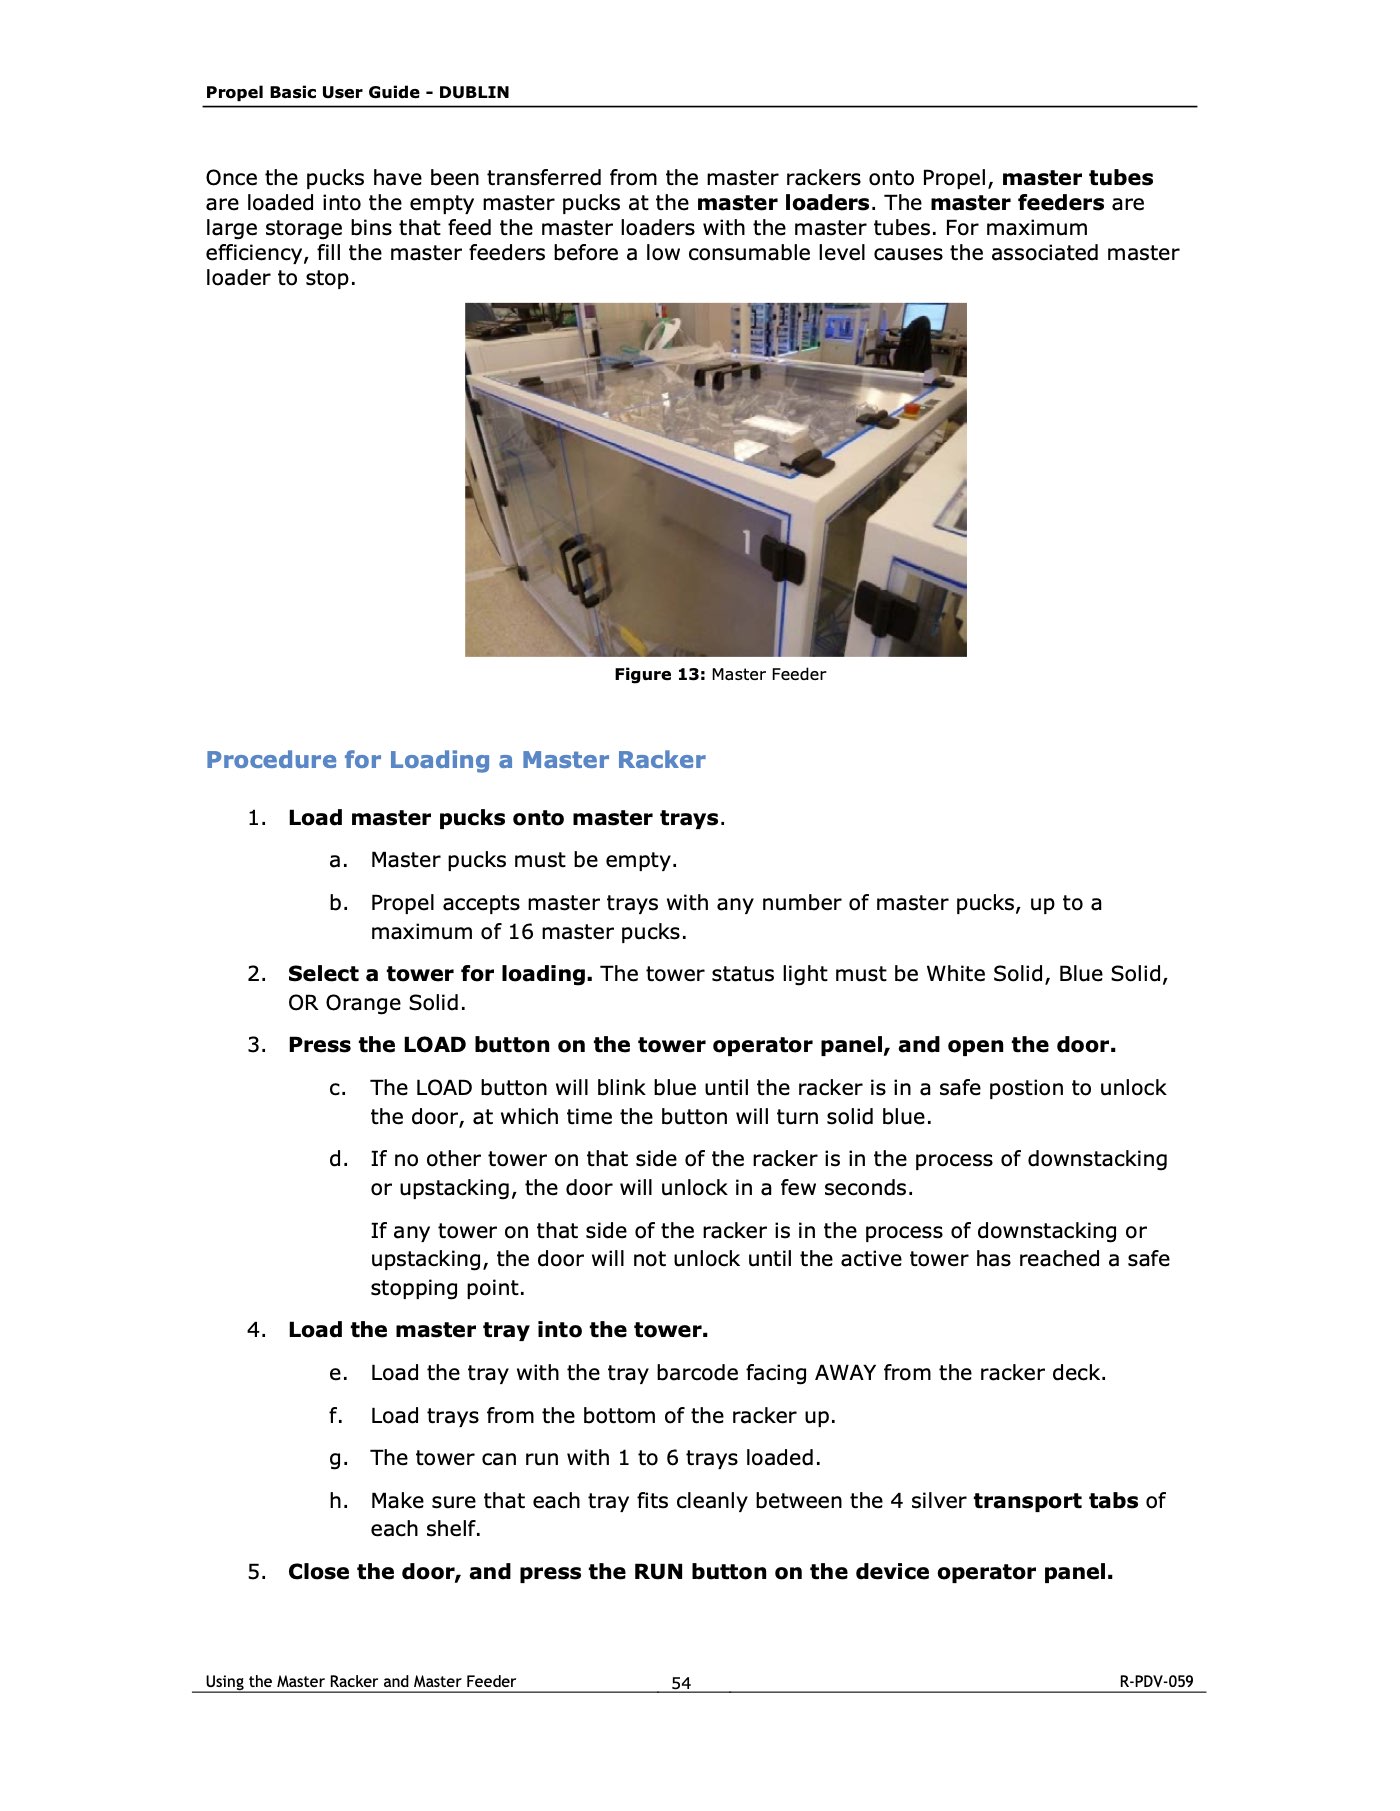 Propel Basic User Guide - DUBLIN
Once the pucks have been transferred from the master rackers onto Propel, master tubes
are loaded into the empty master pucks at the master loaders. The master feeders are
large storage bins that feed the master loaders with the master tubes. For maximum
efficiency, fill the master feeders before a low consumable level causes the associated master
loader to stop.
1
Figure 13: Master Feeder
Procedure for Loading a Master Racker
1. Load master pucks onto master trays.
a. Master pucks must be empty.
b. Propel accepts master trays with any number of master pucks, up to a
maximum of 16 master pucks.
2. Select a tower for loading. The tower status light must be White Solid, Blue Solid,
OR Orange Solid.
3. Press the LOAD button on the tower operator panel, and open the door.
c. The LOAD button will blink blue until the racker is in a safe postion to unlock
the door, at which time the button will turn solid blue.
d. If no other tower on that side of the racker is in the process of downstacking
or upstacking, the door will unlock in a few seconds.
If any tower on that side of the racker is in the process of downstacking or
upstacking, the door will not unlock until the active tower has reached a safe
stopping point.
4. Load the master tray into the tower.
e. Load the tray with the tray barcode facing AWAY from the racker deck.
f. Load trays from the bottom of the racker up.
g. The tower can run with 1 to 6 trays loaded.
h. Make sure that each tray fits cleanly between the 4 silver transport tabs of
each shelf.
5. Close the door, and press the RUN button on the device operator panel.
Using the Master Racker and Master Feeder 54 R-PDV-059